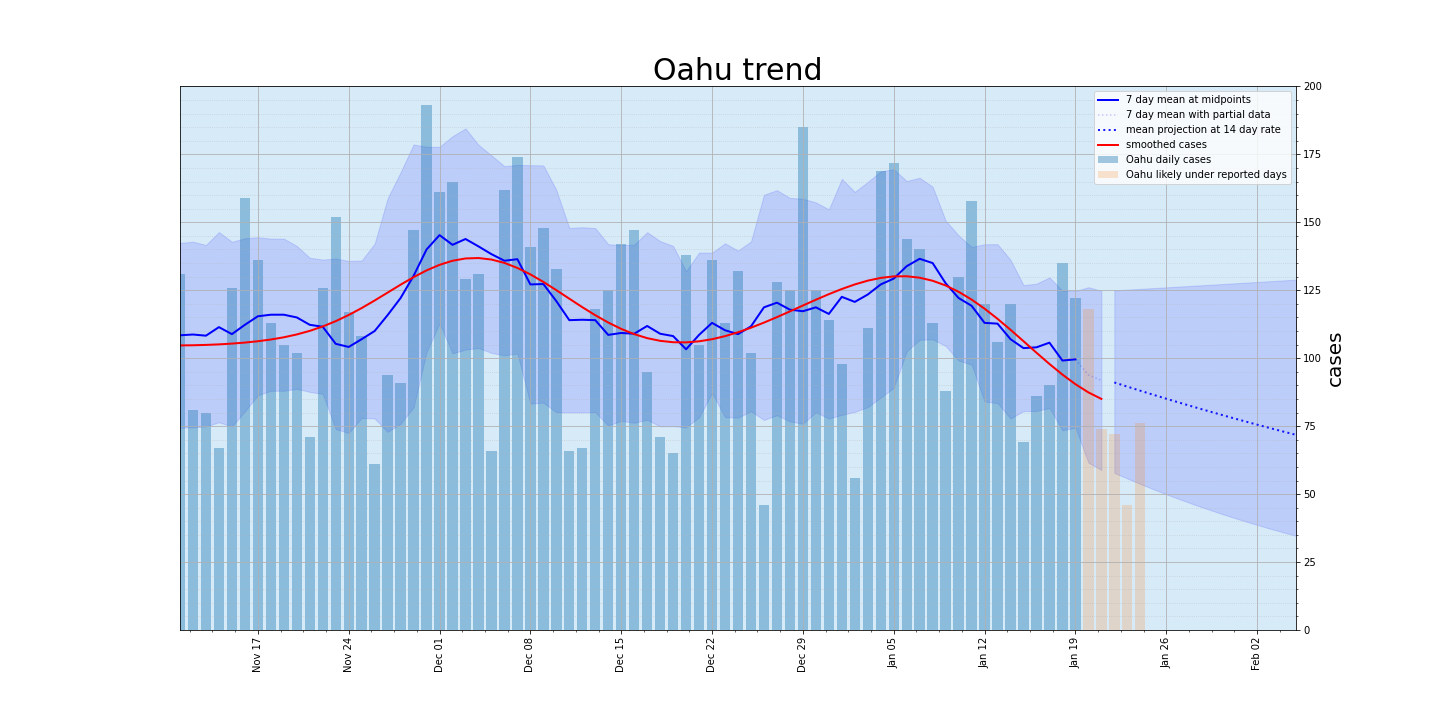 Oahu trend
7 day mean at midpoints
7 day mean with partial data
mean projection at 14 day rate
smoothed cases
Oahu daily cases
Oahu likely under reported days
200
175
150
125
100
75
50
25
0
cases
Nov 17
Nov 24
Dec 01
Dec 08
Dec 15
Dec 22
Dec 29
Jan 05
Jan 12
Jan 19
Jan 26
Feb 02